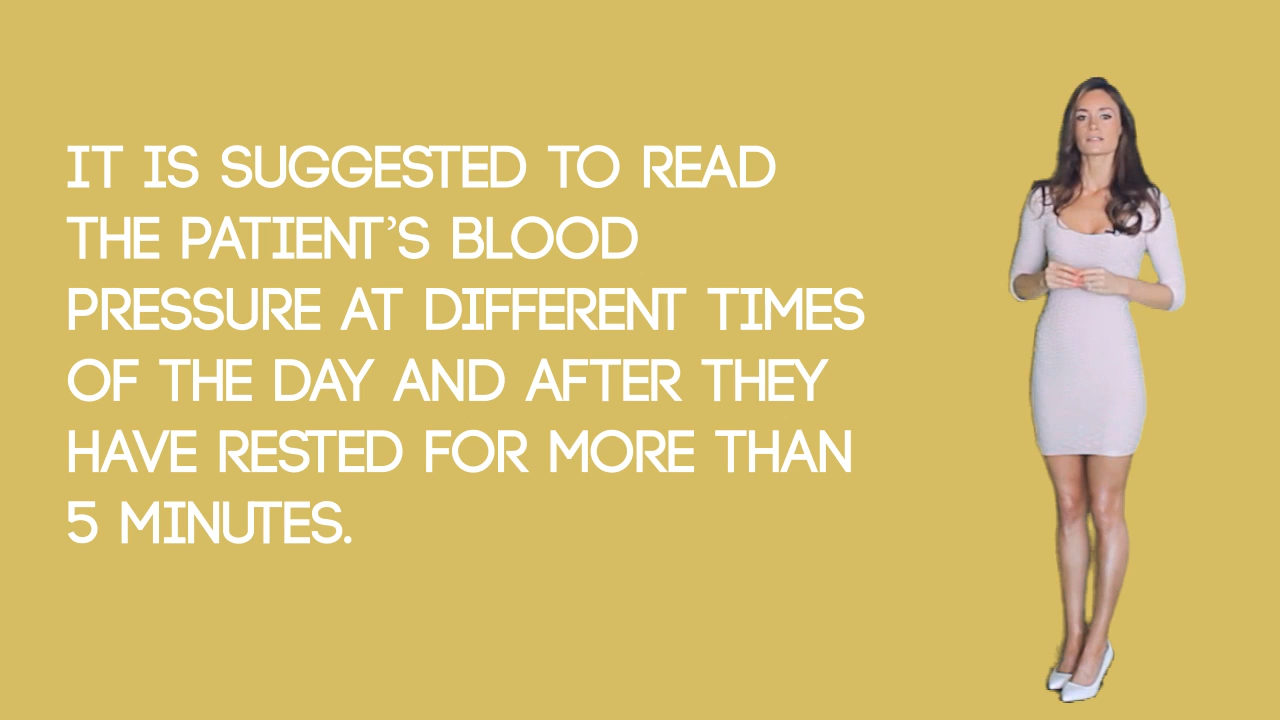 IT IS SUGGESTED TO READ
THE PATIENT'S BLOOD
PRESSURE AT DIFFERENT TIMES
OF THE DAY AND AFTER THEY
HAVE RESTED FOR MORE THAN
5 MINUTES.